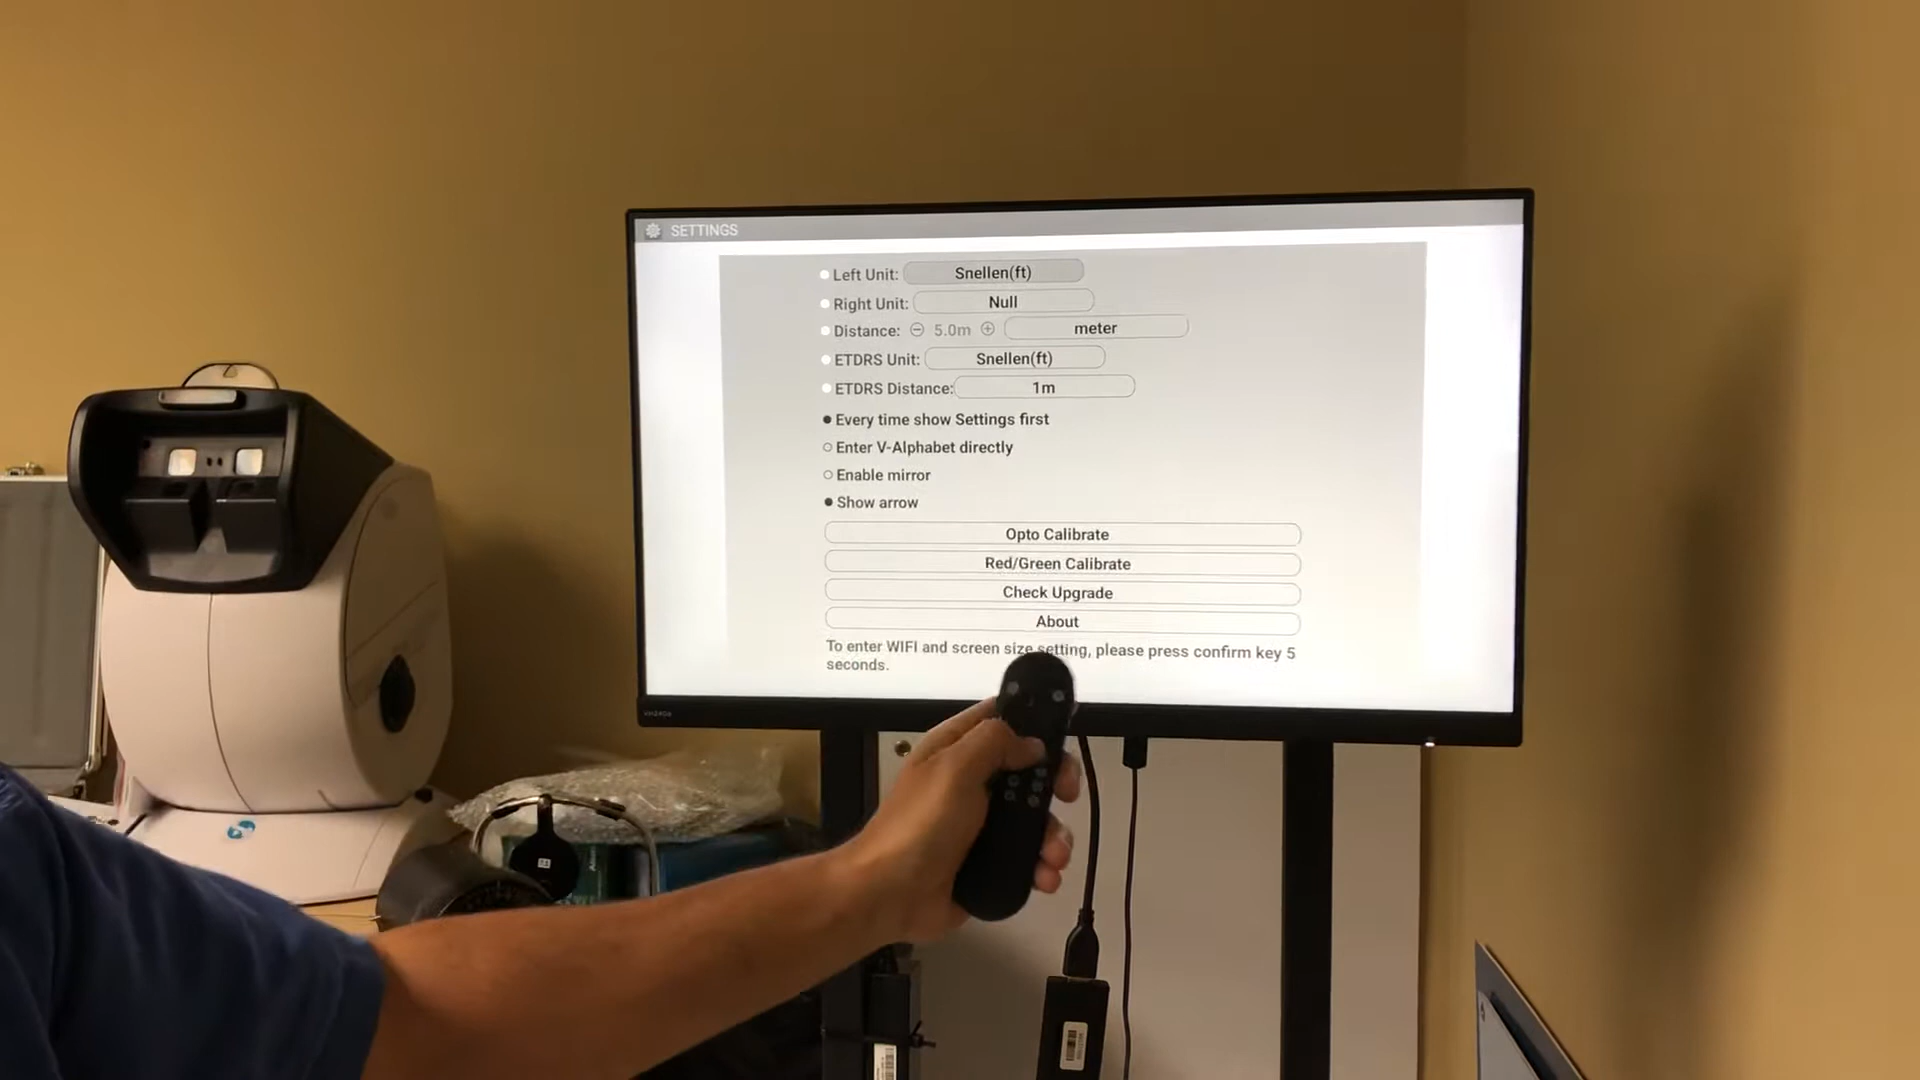 SETTINGS
Left Unit: Snellen(ft)
Right Unit: Null
Distance: 5.0m meter
ETDRS Unit: Snellen(ft)
ETDRS Distance: 1m
Every time show Settings first
Enter V-Alphabet directly
Enable mirror
Show arrow
Opto Calibrate
Red/Green Calibrate
Check Upgrade
About
To enter WIFI and screen size setting, please press confirm key 5
seconds.